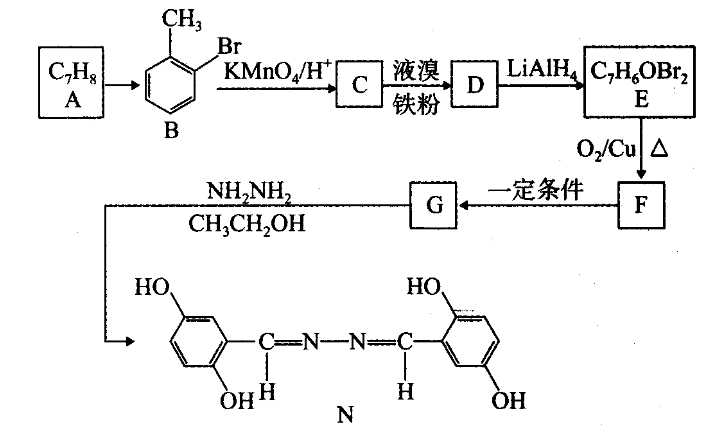 CH₃
Br
C₇H₈
A
B
KMnO₄/H⁺
C
液溴
铁粉
D
LiAlH₄
C₇H₆OBr₂
E
O₂/Cu △
NH₂NH₂
CH₃CH₂OH
G
一定条件
F
HO
HO
C=N—N=C
H
H
OH
OH
N